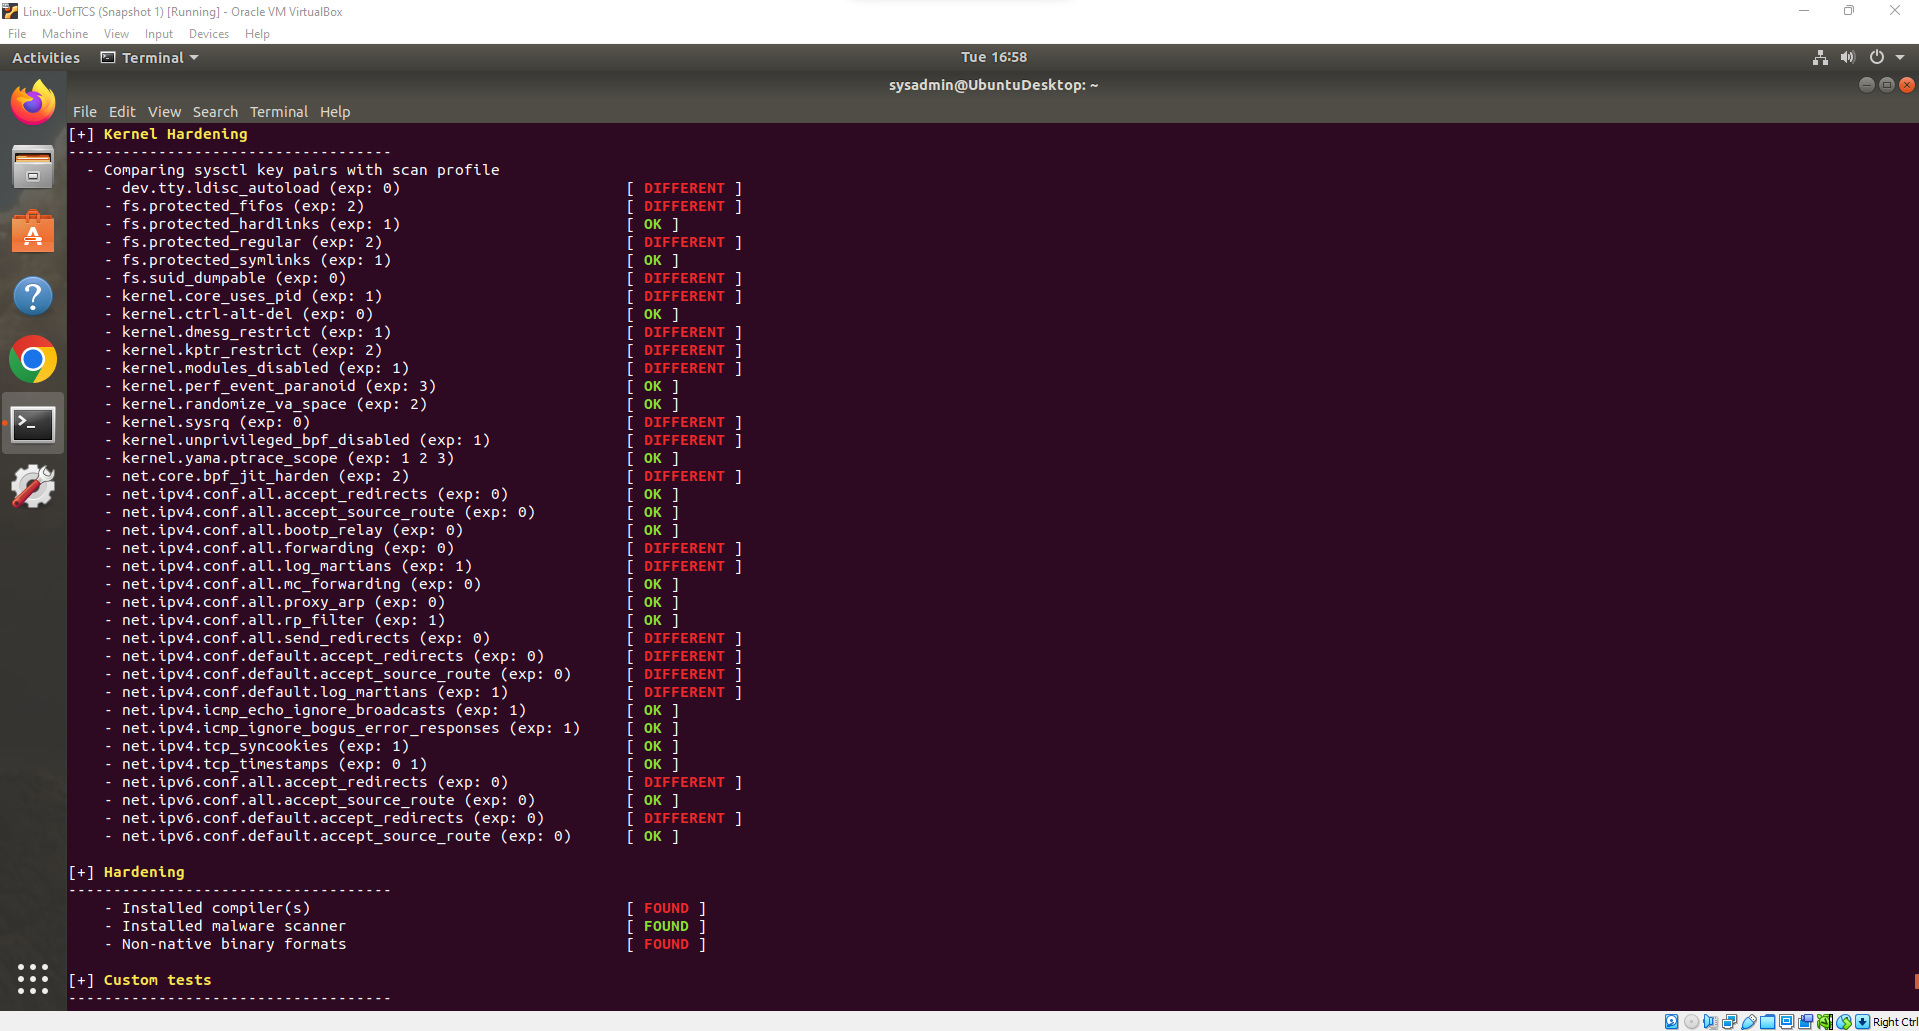 Linux-UofTCS (Snapshot 1) [Running] - Oracle VM VirtualBox
File Machine View Input Devices Help
Activities Terminal Tue 16:58
sysadmin@UbuntuDesktop: ~
File Edit View Search Terminal Help
[+] Kernel Hardening
------------------------------------
- Comparing sysctl key pairs with scan profile
- dev.tty.ldisc_autoload (exp: 0) [ DIFFERENT ]
- fs.protected_fifos (exp: 2) [ DIFFERENT ]
- fs.protected_hardlinks (exp: 1) [ OK ]
- fs.protected_regular (exp: 2) [ DIFFERENT ]
- fs.protected_symlinks (exp: 1) [ OK ]
- fs.suid_dumpable (exp: 0) [ DIFFERENT ]
- kernel.core_uses_pid (exp: 1) [ DIFFERENT ]
- kernel.ctrl-alt-del (exp: 0) [ OK ]
- kernel.dmesg_restrict (exp: 1) [ DIFFERENT ]
- kernel.kptr_restrict (exp: 2) [ DIFFERENT ]
- kernel.modules_disabled (exp: 1) [ DIFFERENT ]
- kernel.perf_event_paranoid (exp: 3) [ OK ]
- kernel.randomize_va_space (exp: 2) [ OK ]
- kernel.sysrq (exp: 0) [ DIFFERENT ]
- kernel.unprivileged_bpf_disabled (exp: 1) [ DIFFERENT ]
- kernel.yama.ptrace_scope (exp: 1 2 3) [ OK ]
- net.core.bpf_jit_harden (exp: 2) [ DIFFERENT ]
- net.ipv4.conf.all.accept_redirects (exp: 0) [ OK ]
- net.ipv4.conf.all.accept_source_route (exp: 0) [ OK ]
- net.ipv4.conf.all.bootp_relay (exp: 0) [ OK ]
- net.ipv4.conf.all.forwarding (exp: 0) [ DIFFERENT ]
- net.ipv4.conf.all.log_martians (exp: 1) [ DIFFERENT ]
- net.ipv4.conf.all.mc_forwarding (exp: 0) [ OK ]
- net.ipv4.conf.all.proxy_arp (exp: 0) [ OK ]
- net.ipv4.conf.all.rp_filter (exp: 1) [ OK ]
- net.ipv4.conf.all.send_redirects (exp: 0) [ DIFFERENT ]
- net.ipv4.conf.default.accept_redirects (exp: 0) [ DIFFERENT ]
- net.ipv4.conf.default.accept_source_route (exp: 0) [ DIFFERENT ]
- net.ipv4.conf.default.log_martians (exp: 1) [ DIFFERENT ]
- net.ipv4.icmp_echo_ignore_broadcasts (exp: 1) [ OK ]
- net.ipv4.icmp_ignore_bogus_error_responses (exp: 1) [ OK ]
- net.ipv4.tcp_syncookies (exp: 1) [ OK ]
- net.ipv4.tcp_timestamps (exp: 0 1) [ OK ]
- net.ipv6.conf.all.accept_redirects (exp: 0) [ DIFFERENT ]
- net.ipv6.conf.all.accept_source_route (exp: 0) [ OK ]
- net.ipv6.conf.default.accept_redirects (exp: 0) [ DIFFERENT ]
- net.ipv6.conf.default.accept_source_route (exp: 0) [ OK ]
[+] Hardening
------------------------------------
- Installed compiler(s) [ FOUND ]
- Installed malware scanner [ FOUND ]
- Non-native binary formats [ FOUND ]
[+] Custom tests
------------------------------------
Right Ctrl